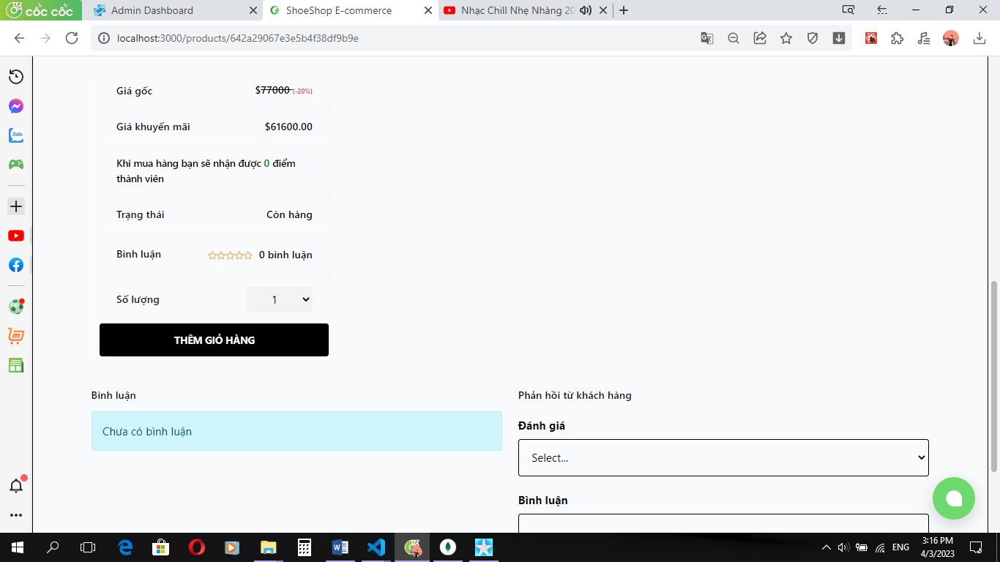 cốc cốc
Admin Dashboard
ShoeShop E-commerce
Nhạc Chill Nhẹ Nhàng 20
localhost:3000/products/642a29067e3e5b4f38df9b9e
Zalo
Giá gốc $77000 (-20%)
Giá khuyến mãi $61600.00
Khi mua hàng bạn sẽ nhận được 0 điểm
thành viên
Trạng thái Còn hàng
Bình luận 0 bình luận
Số lượng 1
THÊM GIỎ HÀNG
Bình luận
Chưa có bình luận
Phản hồi từ khách hàng
Đánh giá
Select...
Bình luận
ENG
3:16 PM
4/3/2023